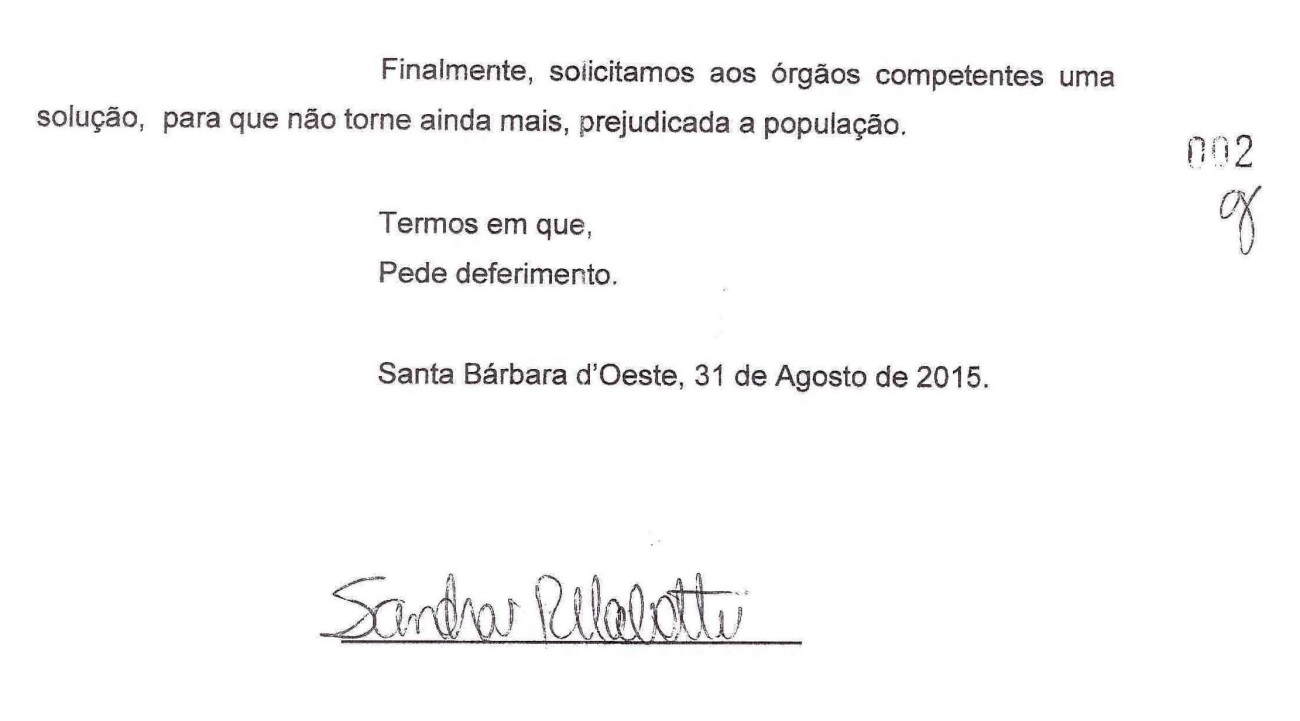 Finalmente, solicitamos aos órgãos competentes uma
solução, para que não torne ainda mais, prejudicada a população.
002
Termos em que,
Pede deferimento.
Santa Bárbara d'Oeste, 31 de Agosto de 2015.
Sandra